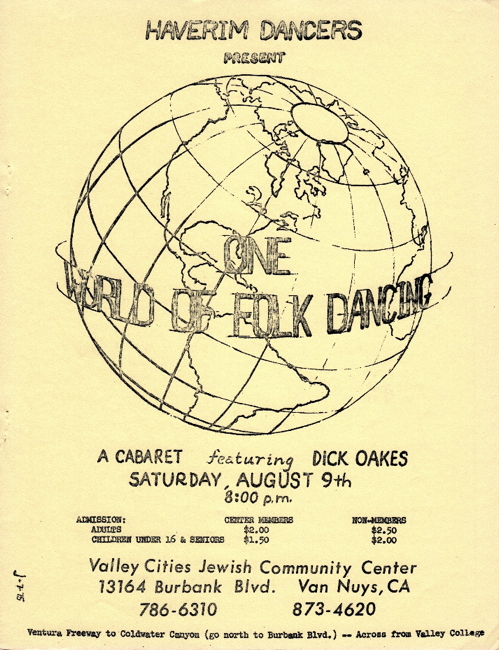 HAVERIM DANCERS
PRESENT
ONE
WORLD OF FOLK DANCING
A CABARET featuring DICK OAKES
SATURDAY, AUGUST 9th
8:00 p.m.
ADMISSION: CENTER MEMBERS NON-MEMBERS
ADULTS $2.00 $2.50
CHILDREN UNDER 16 & SENIORS $1.50 $2.00
Valley Cities Jewish Community Center
13164 Burbank Blvd. Van Nuys, CA
786-6310 873-4620
Ventura Freeway to Coldwater Canyon (go north to Burbank Blvd.) -- Across from Valley College